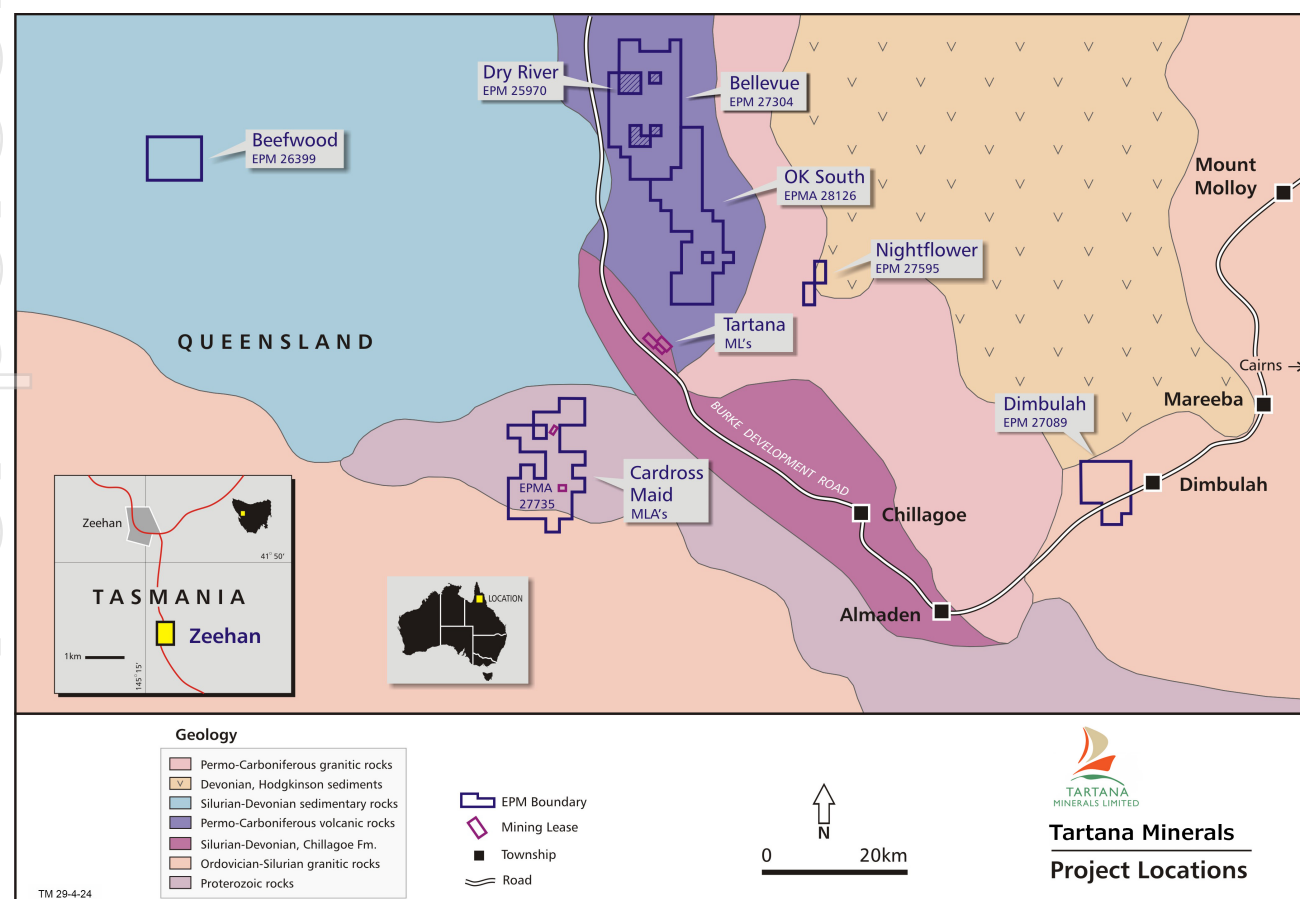 Dry River
EPM 25970
Bellevue
EPM 27304
Beefwood
EPM 26399
OK South
EPMA 28126
Mount
Molloy
Nightflower
EPM 27595
QUEENSLAND
Tartana
ML's
Cairns →
Mareeba
Dimbulah
EPM 27089
BURKE DEVELOPMENT ROAD
EPMA
27735
Cardross
Maid
MLA's
Dimbulah
Chillagoe
Almaden
Zeehan
41° 50'
TASMANIA
Zeehan
1km
145° 15'
LOCATION
Geology
Permo-Carboniferous granitic rocks
V Devonian, Hodgkinson sediments
Silurian-Devonian sedimentary rocks
Permo-Carboniferous volcanic rocks
Silurian-Devonian, Chillagoe Fm.
Ordovician-Silurian granitic rocks
Proterozoic rocks
EPM Boundary
Mining Lease
Township
Road
N
0 20km
TARTANA
MINERALS LIMITED
Tartana Minerals
Project Locations
TM 29-4-24